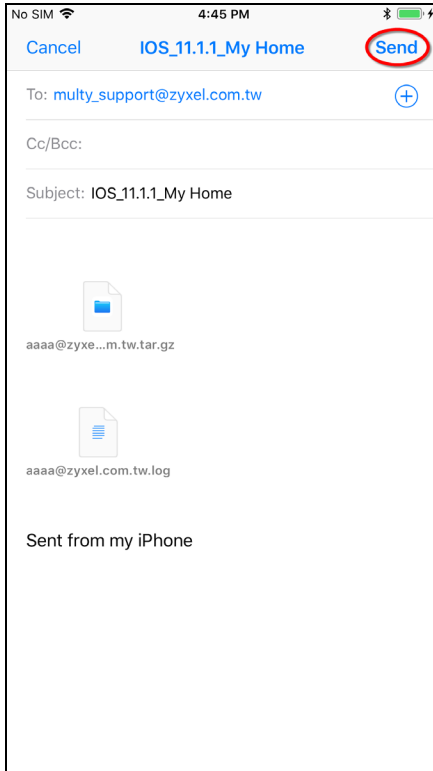 No SIM 4:45 PM
Cancel IOS_11.1.1_My Home Send
To: multy_support@zyxel.com.tw
Cc/Bcc:
Subject: IOS_11.1.1_My Home
aaaa@zyxe...m.tw.tar.gz
aaaa@zyxel.com.tw.log
Sent from my iPhone